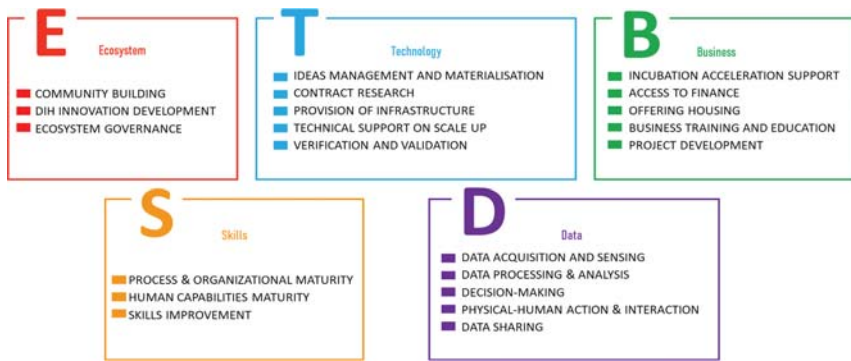 E
Ecosystem
COMMUNITY BUILDING
DIH INNOVATION DEVELOPMENT
ECOSYSTEM GOVERNANCE
T
Technology
IDEAS MANAGEMENT AND MATERIALISATION
CONTRACT RESEARCH
PROVISION OF INFRASTRUCTURE
TECHNICAL SUPPORT ON SCALE UP
VERIFICATION AND VALIDATION
B
Business
INCUBATION ACCELERATION SUPPORT
ACCESS TO FINANCE
OFFERING HOUSING
BUSINESS TRAINING AND EDUCATION
PROJECT DEVELOPMENT
S
Skills
PROCESS & ORGANIZATIONAL MATURITY
HUMAN CAPABILITIES MATURITY
SKILLS IMPROVEMENT
D
Data
DATA ACQUISITION AND SENSING
DATA PROCESSING & ANALYSIS
DECISION-MAKING
PHYSICAL-HUMAN ACTION & INTERACTION
DATA SHARING